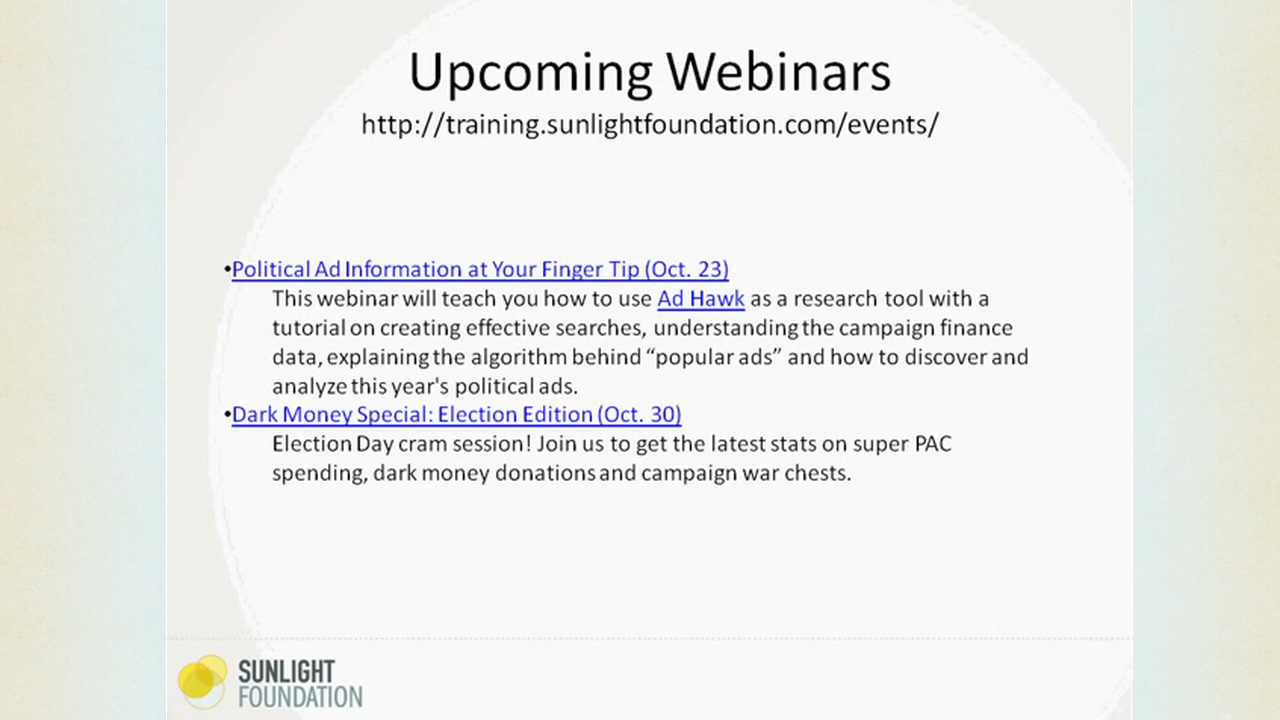 Upcoming Webinars
http://training.sunlightfoundation.com/events/
•Political Ad Information at Your Finger Tip (Oct. 23)
This webinar will teach you how to use Ad Hawk as a research tool with a
tutorial on creating effective searches, understanding the campaign finance
data, explaining the algorithm behind “popular ads” and how to discover and
analyze this year's political ads.
•Dark Money Special: Election Edition (Oct. 30)
Election Day cram session! Join us to get the latest stats on super PAC
spending, dark money donations and campaign war chests.
SUNLIGHT
FOUNDATION